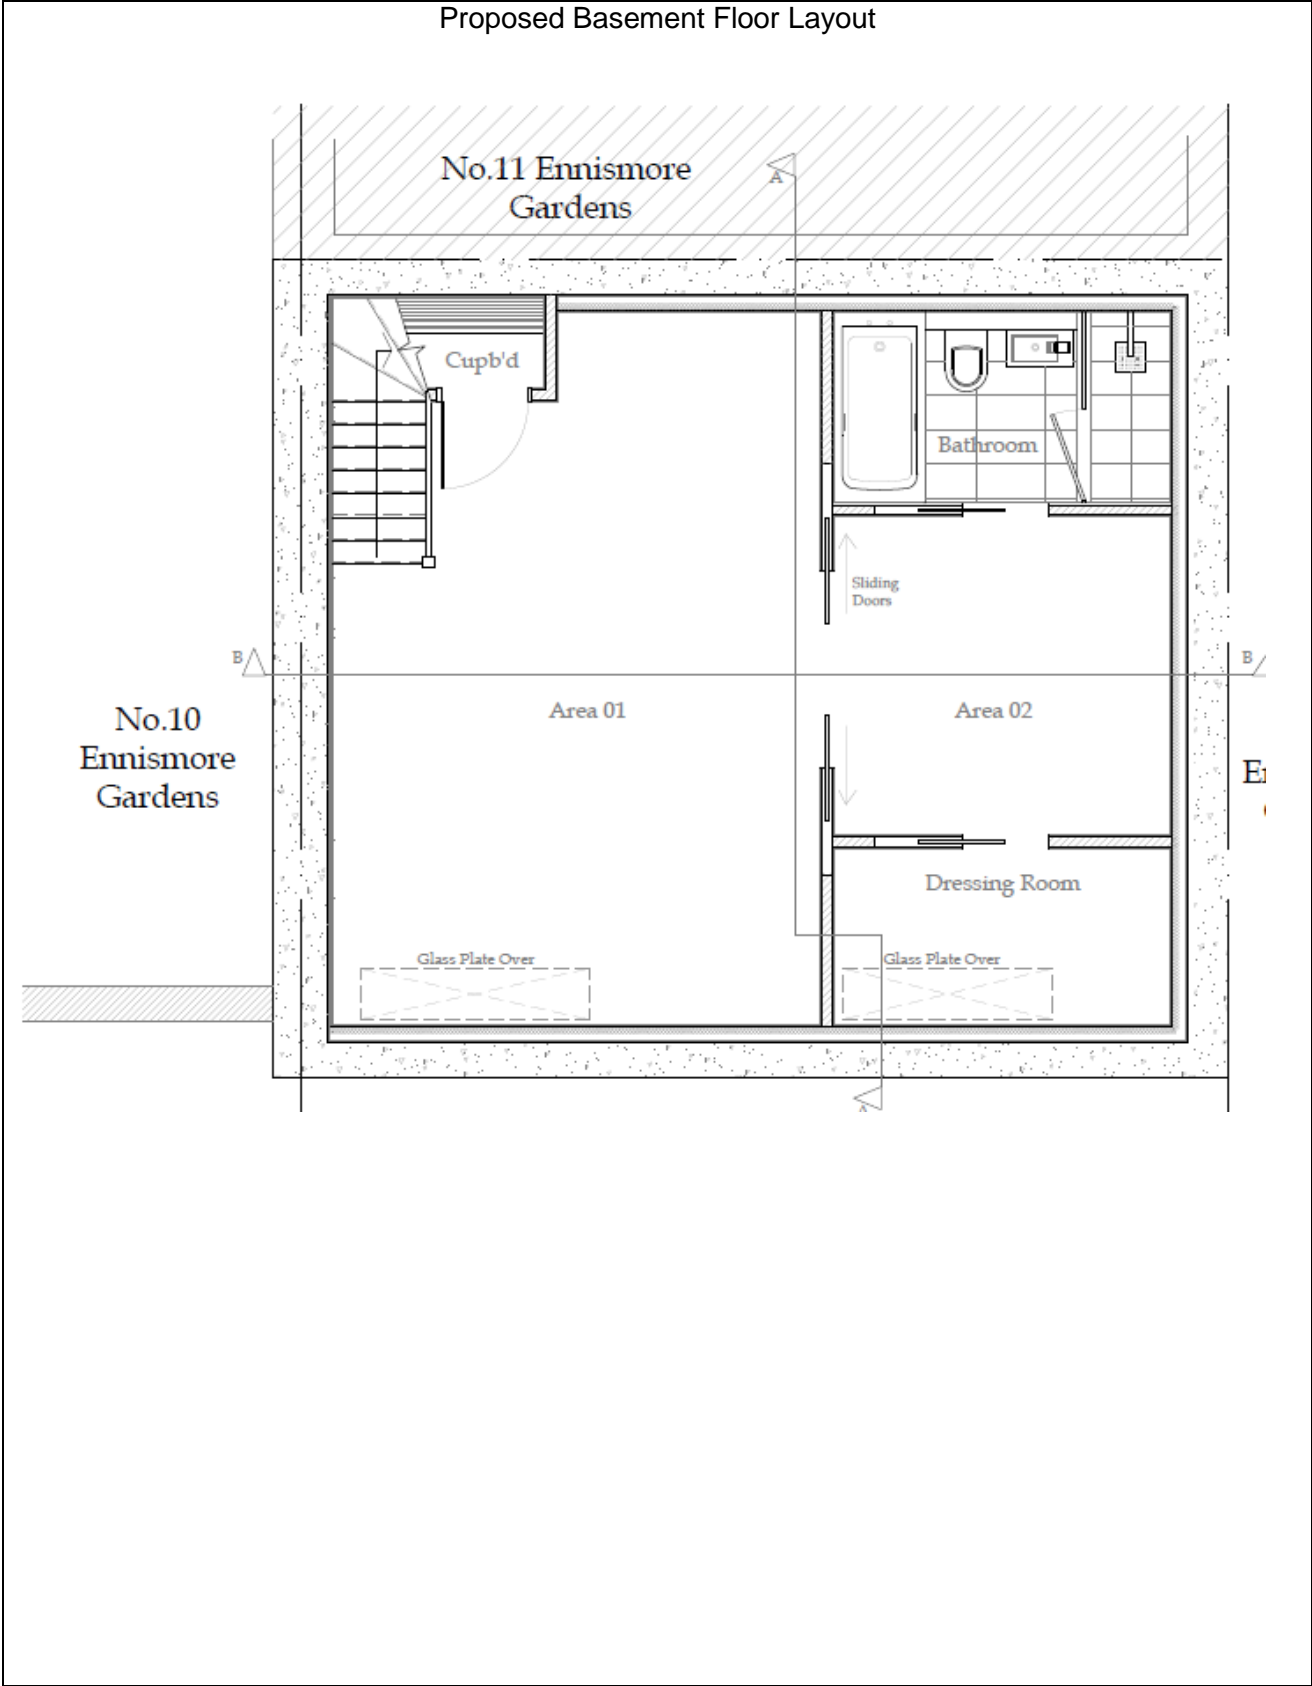 Proposed Basement Floor Layout
No.11 Ennismore
Gardens
A
Cupb'd
Bathroom
Sliding
Doors
B
B
No.10
Ennismore
Gardens
Area 01
Area 02
Dressing Room
Glass Plate Over
Glass Plate Over
A